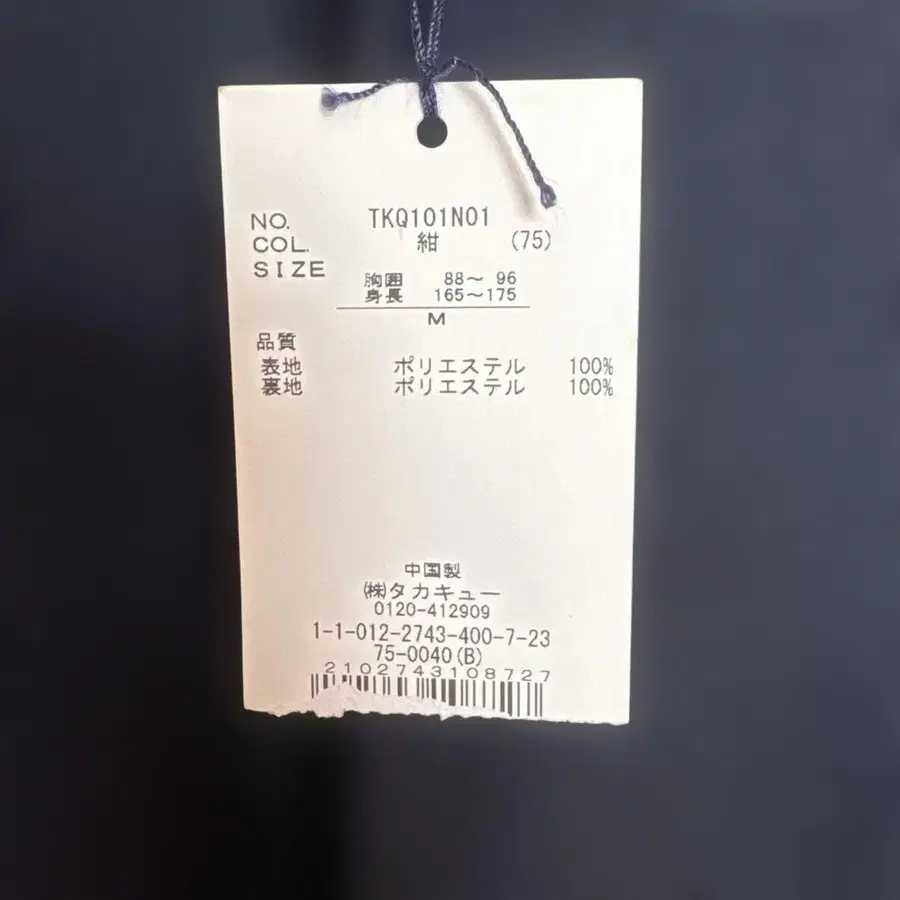 NO. TKQ101N01
COL. 紺 (75)
SIZE
胸囲 88〜 96
身長 165〜175
M
品質
表地 ポリエステル 100%
裏地 ポリエステル 100%
中国製
㈱タカキュー
0120-412909
1-1-012-2743-400-7-23
75-0040(B)
2102743108727